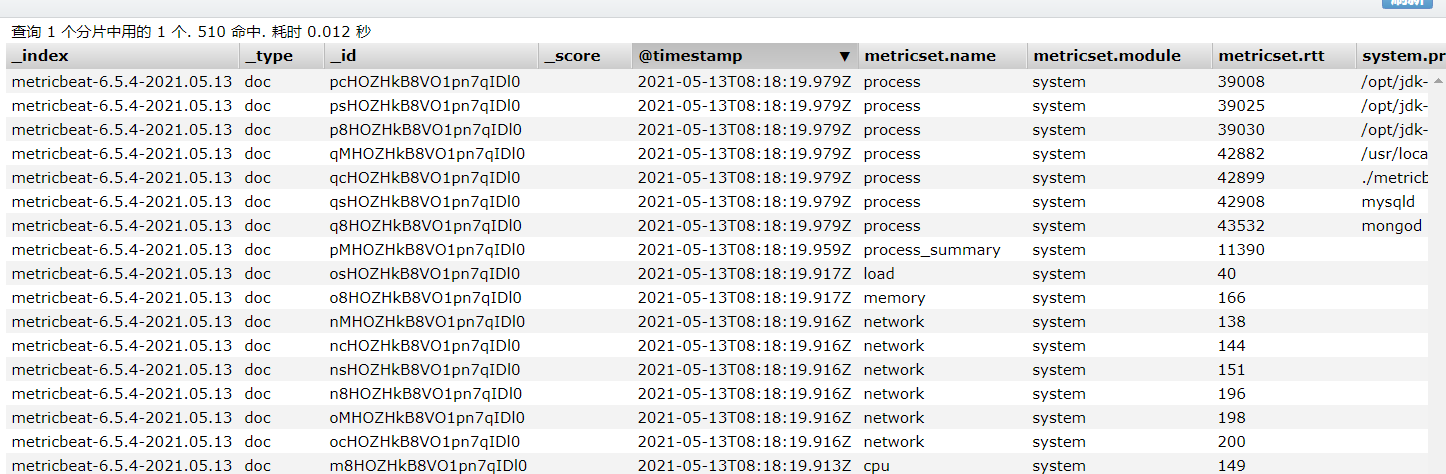 刷新
查询 1 个分片中用的 1 个. 510 命中. 耗时 0.012 秒
_index _type _id _score @timestamp ▼ metricset.name metricset.module metricset.rtt system.pr
metricbeat-6.5.4-2021.05.13 doc pcHOZHkB8VO1pn7qIDl0 2021-05-13T08:18:19.979Z process system 39008 /opt/jdk-
metricbeat-6.5.4-2021.05.13 doc psHOZHkB8VO1pn7qIDl0 2021-05-13T08:18:19.979Z process system 39025 /opt/jdk-
metricbeat-6.5.4-2021.05.13 doc p8HOZHkB8VO1pn7qIDl0 2021-05-13T08:18:19.979Z process system 39030 /opt/jdk-
metricbeat-6.5.4-2021.05.13 doc qMHOZHkB8VO1pn7qIDl0 2021-05-13T08:18:19.979Z process system 42882 /usr/loca
metricbeat-6.5.4-2021.05.13 doc qcHOZHkB8VO1pn7qIDl0 2021-05-13T08:18:19.979Z process system 42899 ./metricb
metricbeat-6.5.4-2021.05.13 doc qsHOZHkB8VO1pn7qIDl0 2021-05-13T08:18:19.979Z process system 42908 mysqld
metricbeat-6.5.4-2021.05.13 doc q8HOZHkB8VO1pn7qIDl0 2021-05-13T08:18:19.979Z process system 43532 mongod
metricbeat-6.5.4-2021.05.13 doc pMHOZHkB8VO1pn7qIDl0 2021-05-13T08:18:19.959Z process_summary system 11390
metricbeat-6.5.4-2021.05.13 doc osHOZHkB8VO1pn7qIDl0 2021-05-13T08:18:19.917Z load system 40
metricbeat-6.5.4-2021.05.13 doc o8HOZHkB8VO1pn7qIDl0 2021-05-13T08:18:19.917Z memory system 166
metricbeat-6.5.4-2021.05.13 doc nMHOZHkB8VO1pn7qIDl0 2021-05-13T08:18:19.916Z network system 138
metricbeat-6.5.4-2021.05.13 doc ncHOZHkB8VO1pn7qIDl0 2021-05-13T08:18:19.916Z network system 144
metricbeat-6.5.4-2021.05.13 doc nsHOZHkB8VO1pn7qIDl0 2021-05-13T08:18:19.916Z network system 151
metricbeat-6.5.4-2021.05.13 doc n8HOZHkB8VO1pn7qIDl0 2021-05-13T08:18:19.916Z network system 196
metricbeat-6.5.4-2021.05.13 doc oMHOZHkB8VO1pn7qIDl0 2021-05-13T08:18:19.916Z network system 198
metricbeat-6.5.4-2021.05.13 doc ocHOZHkB8VO1pn7qIDl0 2021-05-13T08:18:19.916Z network system 200
metricbeat-6.5.4-2021.05.13 doc m8HOZHkB8VO1pn7qIDl0 2021-05-13T08:18:19.913Z cpu system 149